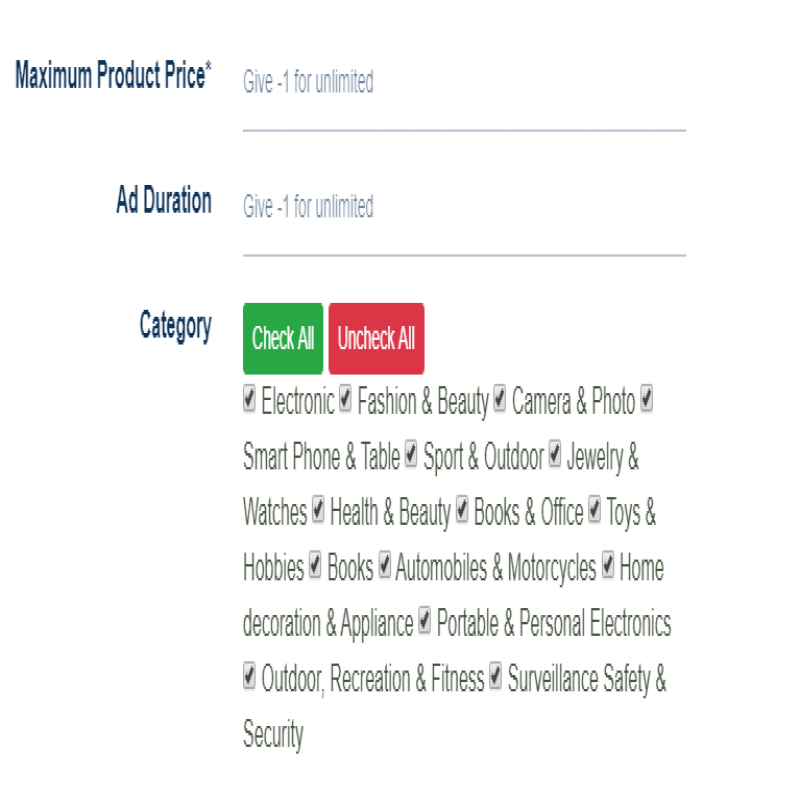 Maximum Product Price*
Give -1 for unlimited
Ad Duration
Give -1 for unlimited
Category
Check All
Uncheck All
Electronic Fashion & Beauty Camera & Photo
Smart Phone & Table Sport & Outdoor Jewelry &
Watches Health & Beauty Books & Office Toys &
Hobbies Books Automobiles & Motorcycles Home
decoration & Appliance Portable & Personal Electronics
Outdoor, Recreation & Fitness Surveillance Safety &
Security